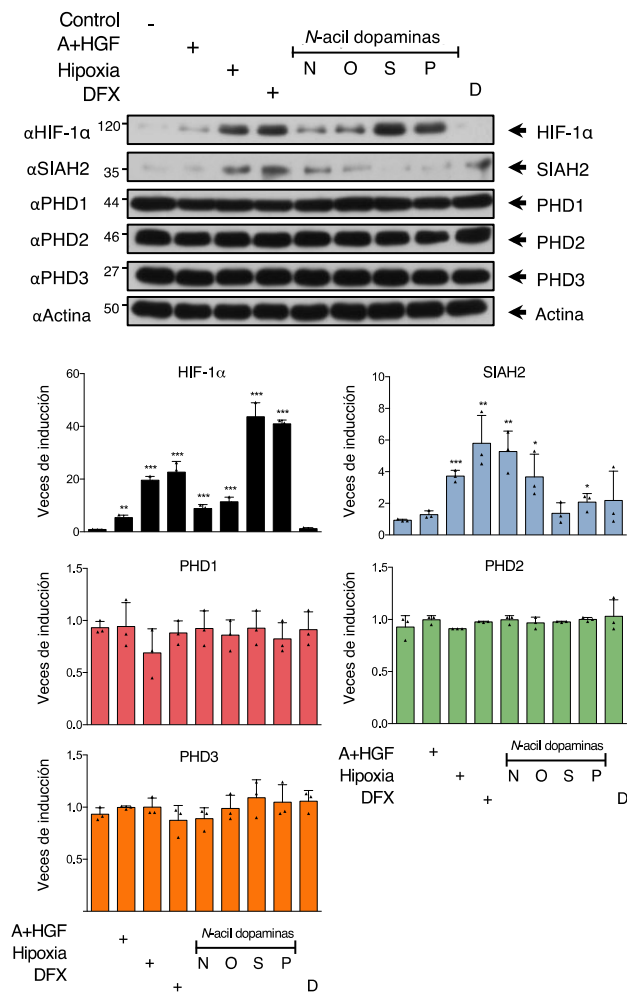 Control -
A+HGF +
Hipoxia +
DFX +
N-acil dopaminas
N O S P
D
αHIF-1α 120 HIF-1α
αSIAH2 35 SIAH2
αPHD1 44 PHD1
αPHD2 46 PHD2
αPHD3 27 PHD3
αActina 50 Actina
HIF-1α
Veces de inducción
60
40
20
0
** *** *** *** *** *** ***
SIAH2
Veces de inducción
10
8
6
4
2
0
*** ** ** * *
PHD1
Veces de inducción
1.5
1.0
0.5
0.0
PHD2
Veces de inducción
1.5
1.0
0.5
0.0
A+HGF +
Hipoxia +
DFX +
N-acil dopaminas
N O S P
D
PHD3
Veces de inducción
1.5
1.0
0.5
A+HGF +
Hipoxia +
DFX +
N-acil dopaminas
N O S P
D